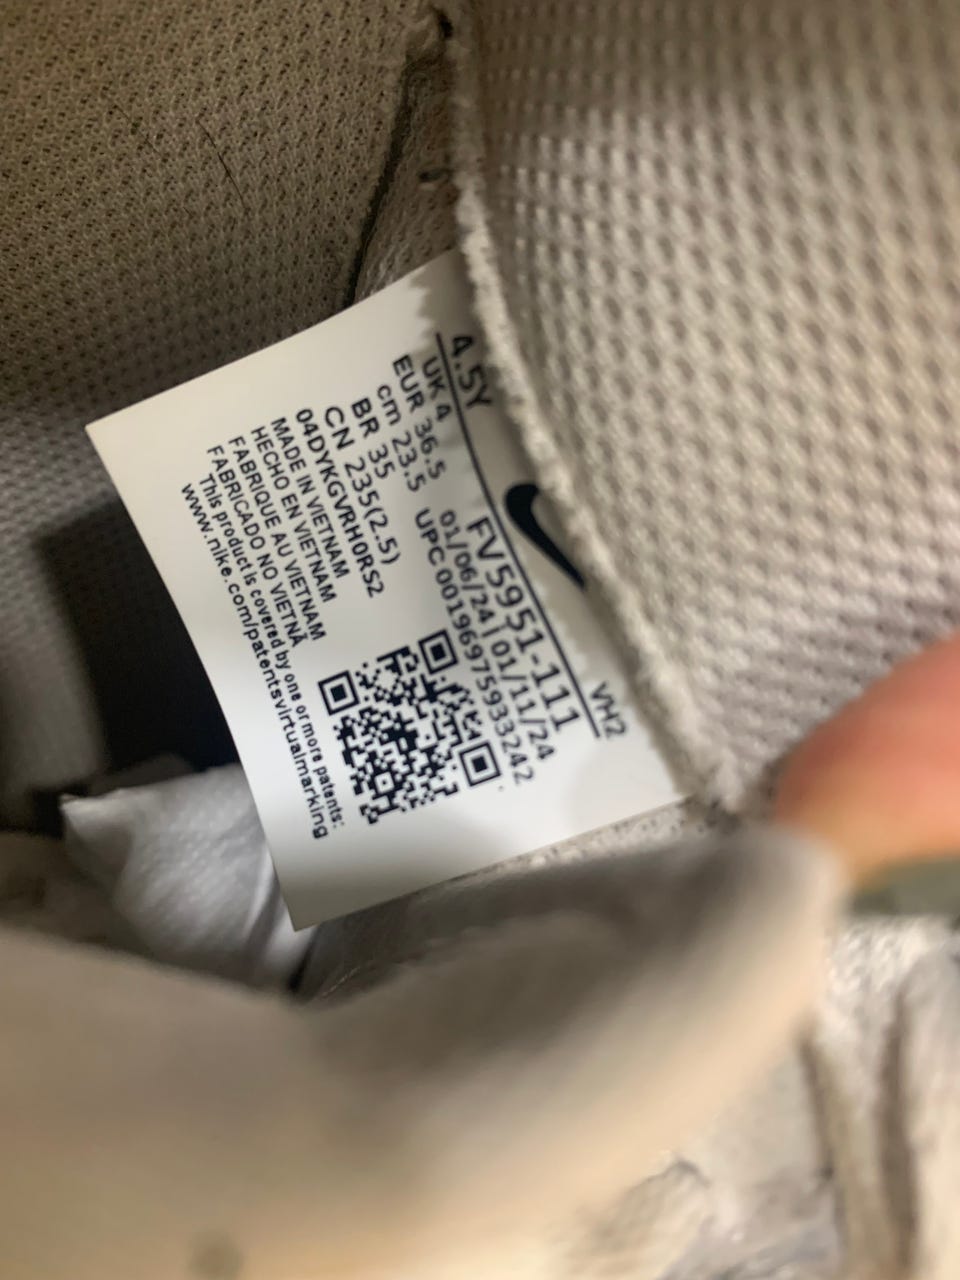 VH2
4.5Y FV5951-111
UK 4 01/06/24 | 01/11/24
EUR 36.5 UPC 00196975933242
cm 23.5
BR 35
CN 235(2.5)
04DYKGVRH0RS2
MADE IN VIETNAM
HECHO EN VIETNAM
FABRIQUE AU VIETNAM
FABRICADO NO VIETNÃ
This product is covered by one or more patents:
www.nike.com/patentsvirtualmarking